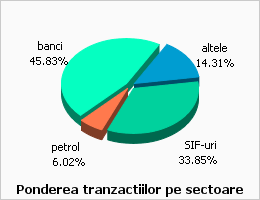 banci
45.83%
altele
14.31%
petrol
6.02%
SIF-uri
33.85%
Ponderea tranzactiilor pe sectoare